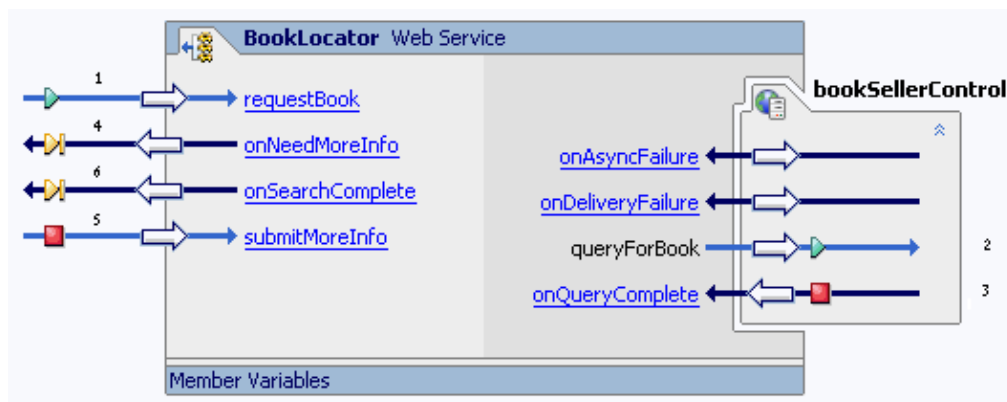 BookLocator Web Service
bookSellerControl
1
requestBook
4
onNeedMoreInfo
onAsyncFailure
6
onSearchComplete
onDeliveryFailure
5
submitMoreInfo
queryForBook
2
onQueryComplete
3
Member Variables